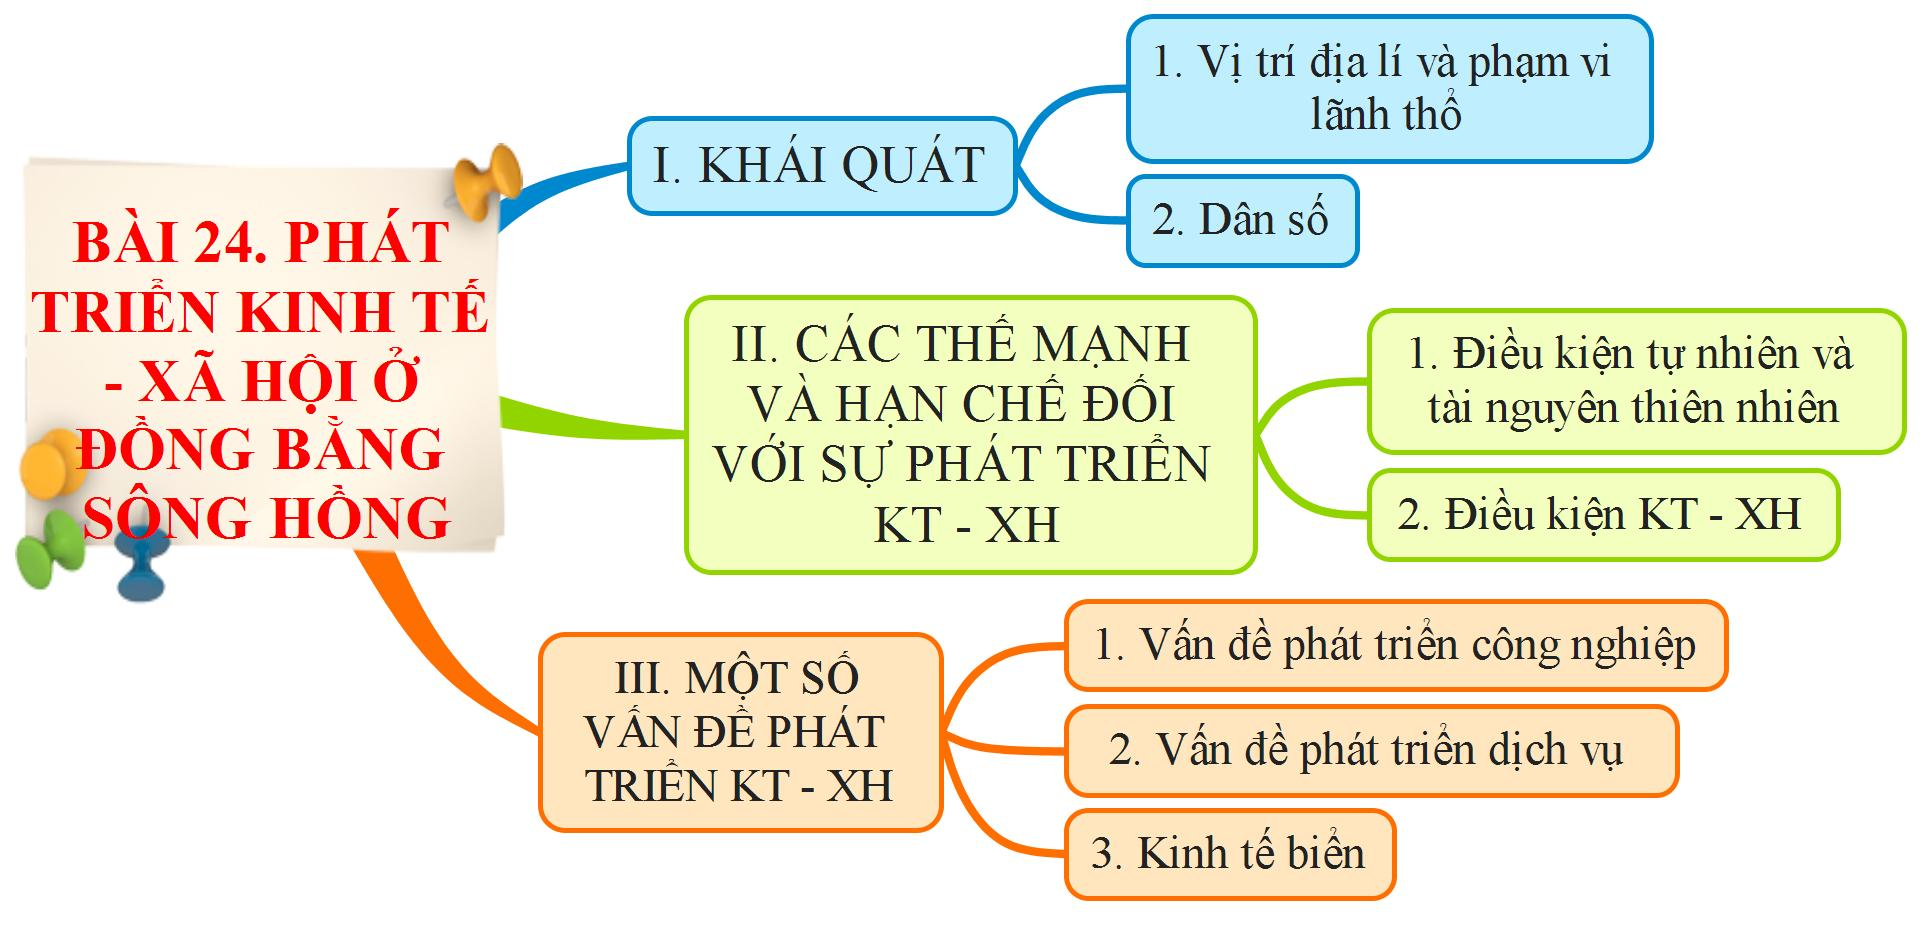 BÀI 24. PHÁT
TRIỂN KINH TẾ
- XÃ HỘI Ở
ĐỒNG BẰNG
SÔNG HỒNG
I. KHÁI QUÁT
1. Vị trí địa lí và phạm vi
lãnh thổ
2. Dân số
II. CÁC THẾ MẠNH
VÀ HẠN CHẾ ĐỐI
VỚI SỰ PHÁT TRIỂN
KT - XH
1. Điều kiện tự nhiên và
tài nguyên thiên nhiên
2. Điều kiện KT - XH
III. MỘT SỐ
VẤN ĐỀ PHÁT
TRIỂN KT - XH
1. Vấn đề phát triển công nghiệp
2. Vấn đề phát triển dịch vụ
3. Kinh tế biển